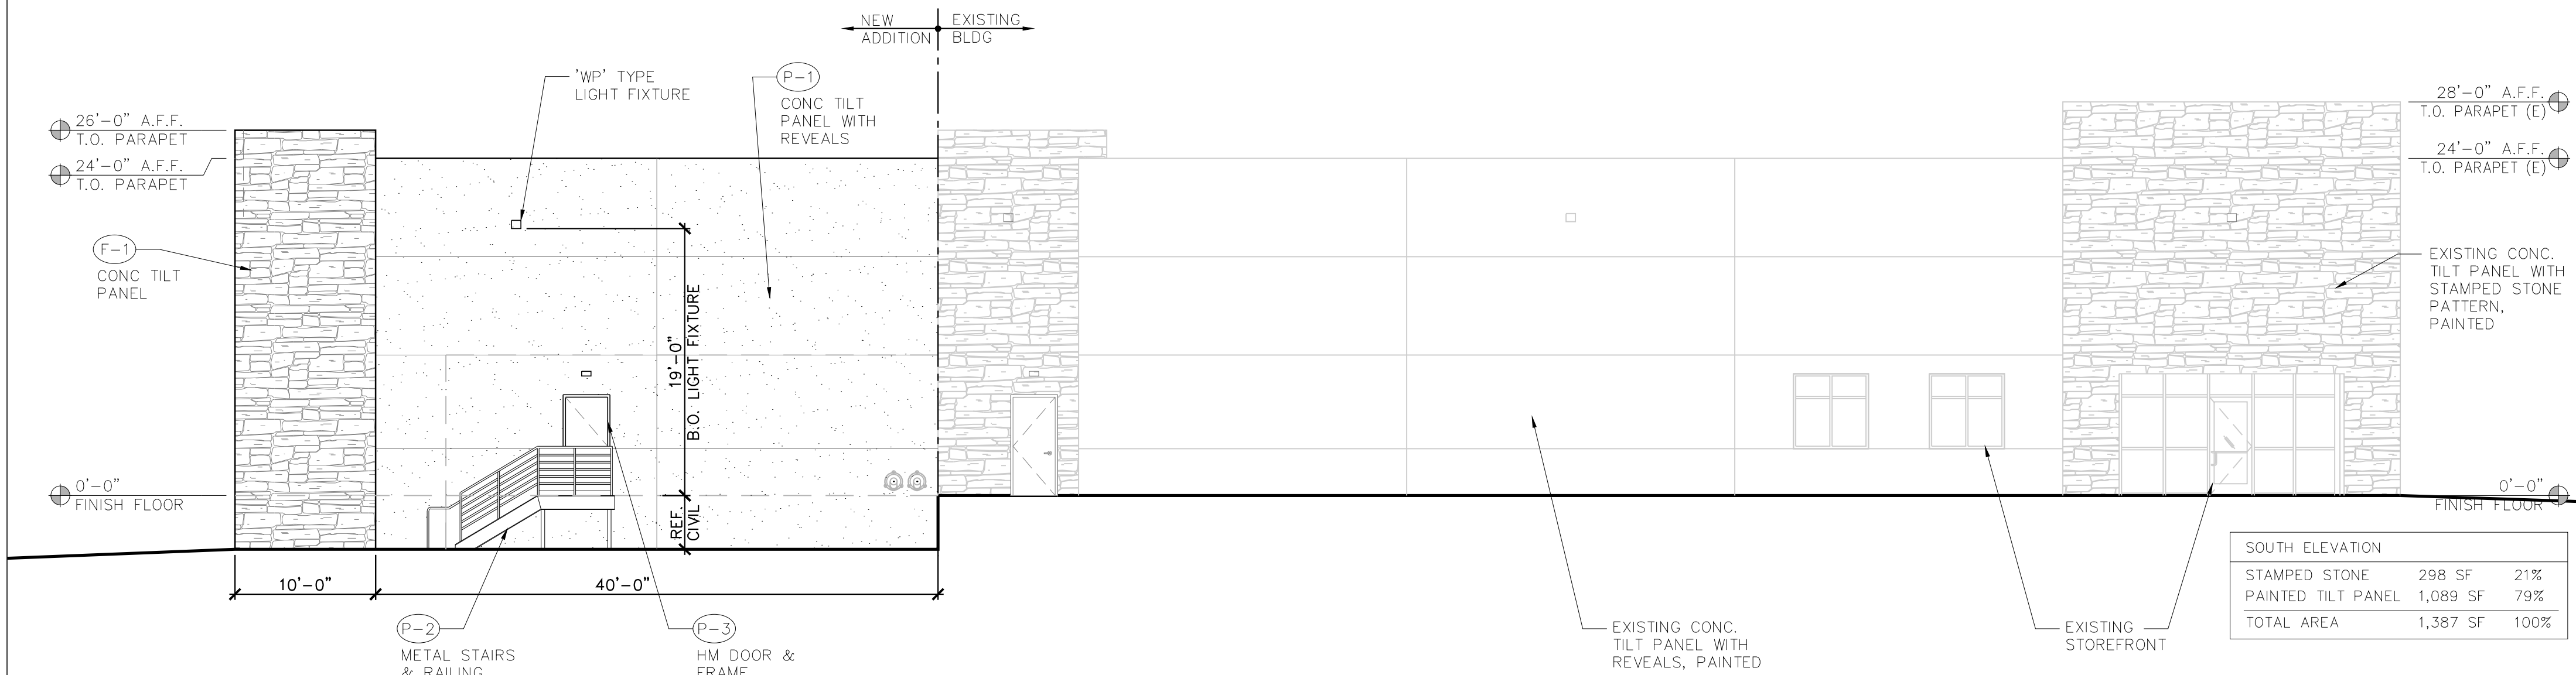 NEW
ADDITION
EXISTING
BLDG
'WP' TYPE
LIGHT FIXTURE
P-1
CONC TILT
PANEL WITH
REVEALS
26'-0" A.F.F.
T.O. PARAPET
24'-0" A.F.F.
T.O. PARAPET
28'-0" A.F.F.
T.O. PARAPET (E)
24'-0" A.F.F.
T.O. PARAPET (E)
F-1
CONC TILT
PANEL
EXISTING CONC.
TILT PANEL WITH
STAMPED STONE
PATTERN,
PAINTED
19'-0"
B.O. LIGHT FIXTURE
0'-0"
FINISH FLOOR
REF.
CIVIL
0'-0"
FINISH FLOOR
10'-0"
40'-0"
P-2
METAL STAIRS
& RAILING
P-3
HM DOOR &
FRAME
EXISTING CONC.
TILT PANEL WITH
REVEALS, PAINTED
EXISTING
STOREFRONT
SOUTH ELEVATION
STAMPED STONE 298 SF 21%
PAINTED TILT PANEL 1,089 SF 79%
TOTAL AREA 1,387 SF 100%